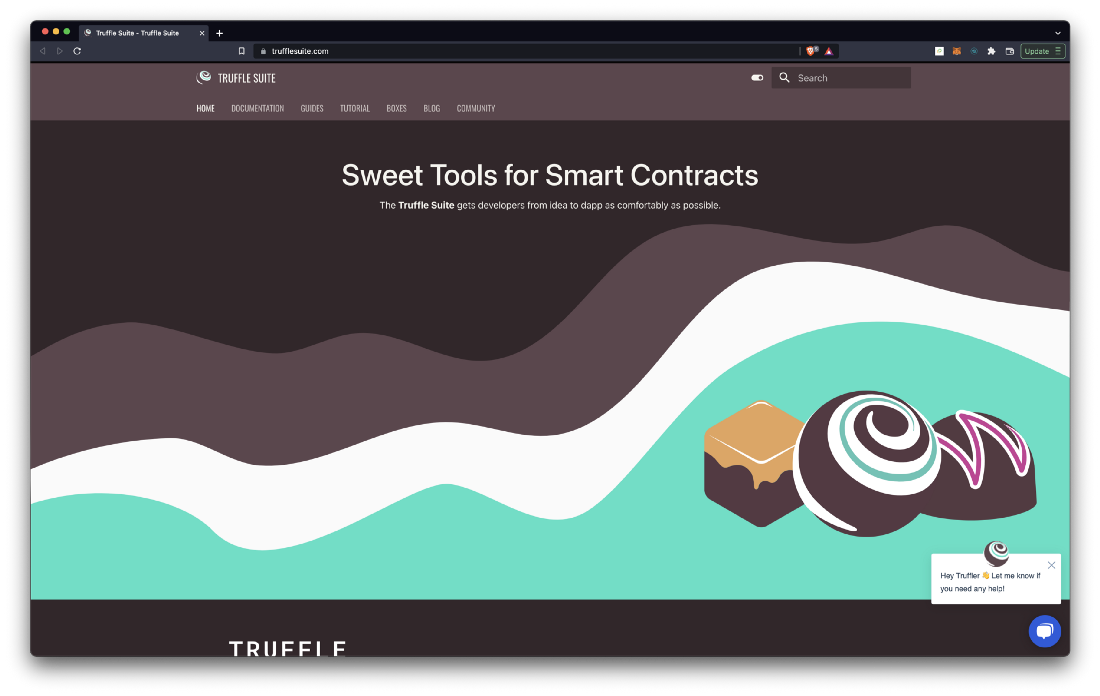 Truffle Suite - Truffle Suite
trufflesuite.com
Update
TRUFFLE SUITE
Search
HOME DOCUMENTATION GUIDES TUTORIAL BOXES BLOG COMMUNITY
Sweet Tools for Smart Contracts
The Truffle Suite gets developers from idea to dapp as comfortably as possible.
Hey Truffler 👋 Let me know if
you need any help!
TRUFFLE